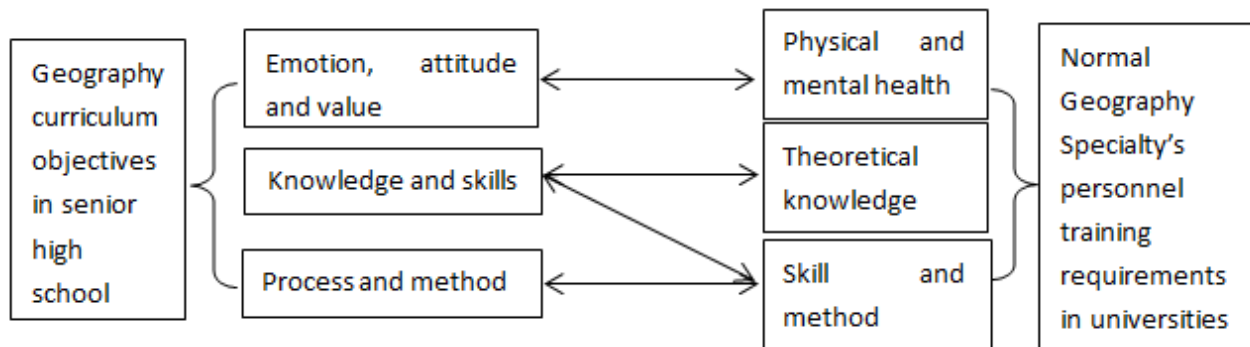 Geography
curriculum
objectives
in senior
high
school
Emotion, attitude
and value
Knowledge and skills
Process and method
Physical and
mental health
Theoretical
knowledge
Skill and
method
Normal
Geography
Specialty's
personnel
training
requirements
in universities